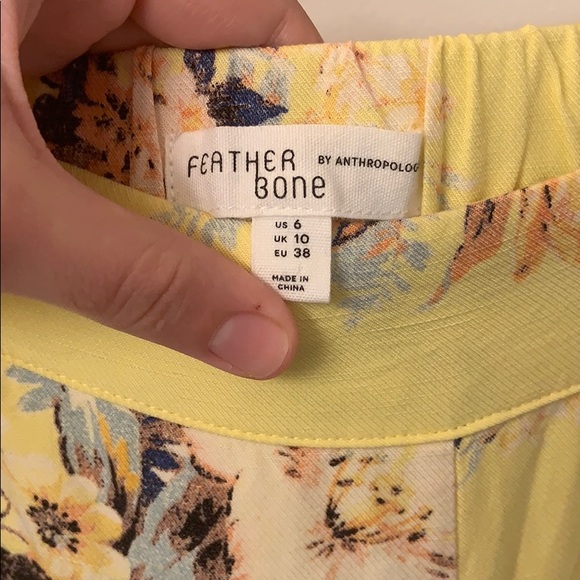 FEATHER BY ANTHROPOLOG
BONE
US 6
UK 10
EU 38
MADE IN
CHINA